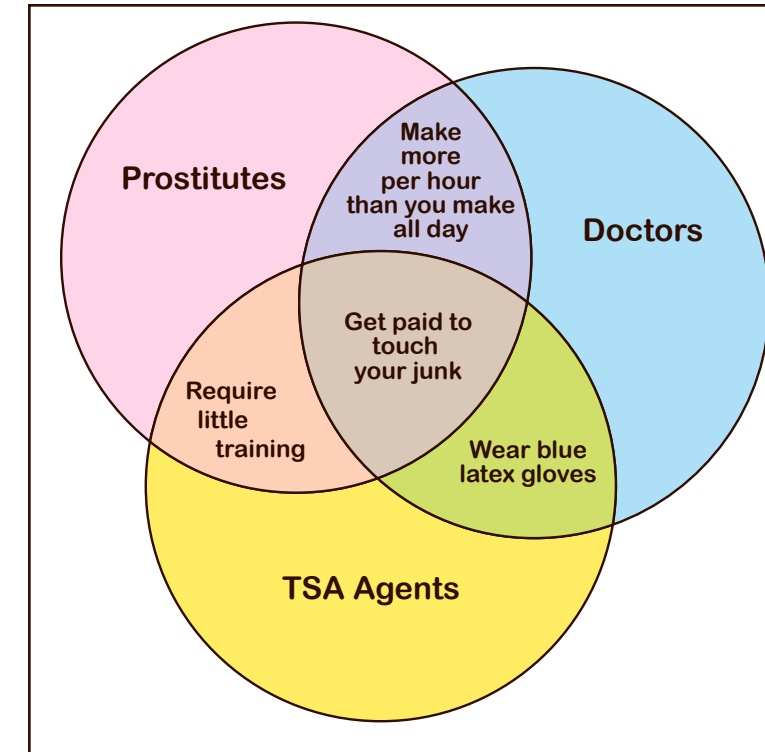 Prostitutes
Make
more
per hour
than you make
all day
Doctors
Get paid to
touch
your junk
Require
little
training
Wear blue
latex gloves
TSA Agents